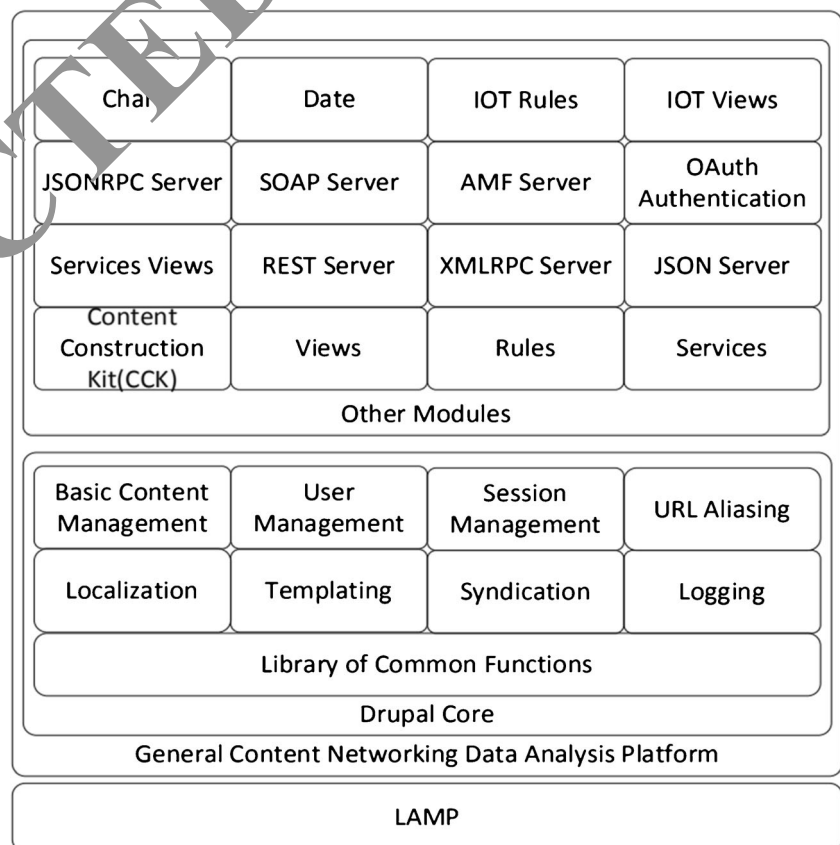 Date
IOT Rules
IOT Views
JSONRPC Server
SOAP Server
AMF Server
OAuth
Authentication
Services Views
REST Server
XMLRPC Server
JSON Server
Content
Construction
Kit(CCK)
Views
Rules
Services
Other Modules
Basic Content
Management
User
Management
Session
Management
URL Aliasing
Localization
Templating
Syndication
Logging
Library of Common Functions
Drupal Core
General Content Networking Data Analysis Platform
LAMP